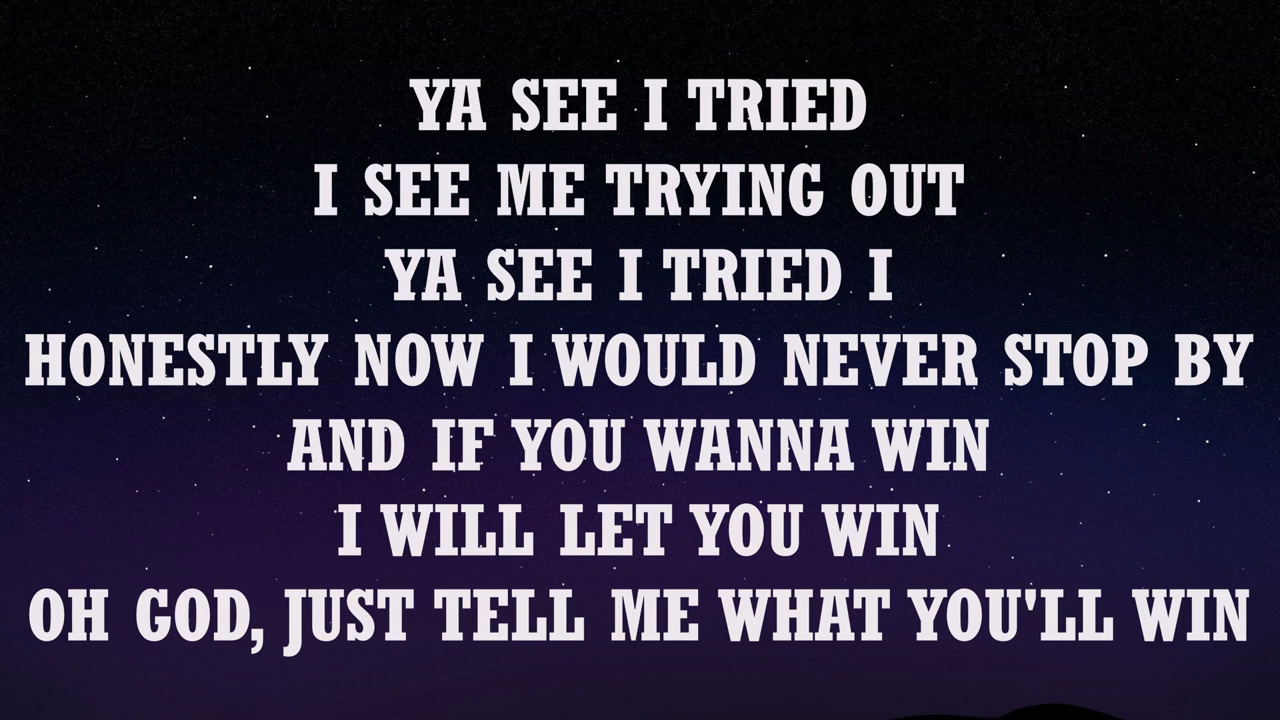 YA SEE I TRIED
I SEE ME TRYING OUT
YA SEE I TRIED I
HONESTLY NOW I WOULD NEVER STOP BY
AND IF YOU WANNA WIN
I WILL LET YOU WIN
OH GOD, JUST TELL ME WHAT YOU'LL WIN